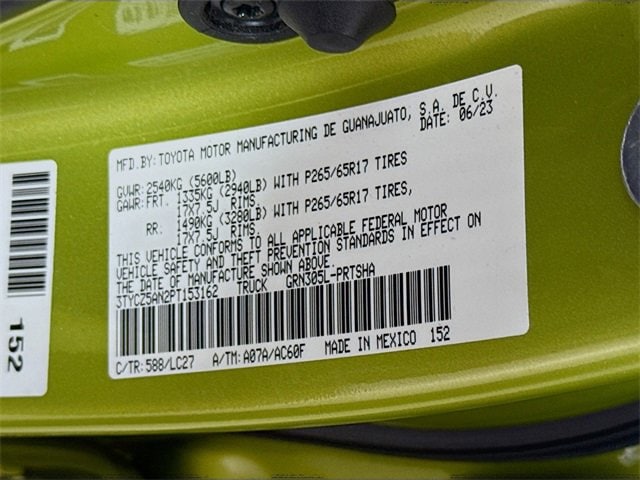 MFD.BY:TOYOTA MOTOR MANUFACTURING DE GUANAJUATO, S.A. DE C.V.
DATE: 06/23
GVWR:2540KG (5600LB)
GAWR:FRT. 1335KG (2940LB) WITH P265/65R17 TIRES
17X7.5J RIMS.
RR. 1490KG (3280LB) WITH P265/65R17 TIRES,
17X7.5J RIMS.
THIS VEHICLE CONFORMS TO ALL APPLICABLE FEDERAL MOTOR
VEHICLE SAFETY AND THEFT PREVENTION STANDARDS IN EFFECT ON
THE DATE OF MANUFACTURE SHOWN ABOVE.
3TYCZ5AN2PT153162 TRUCK GRN305L-PRTSHA
C/TR:588/LC27 A/TM:A07A/AC60F MADE IN MEXICO 152
152